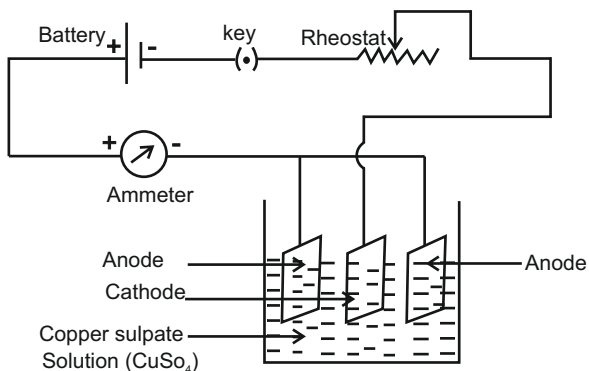 Battery
+
-
key
Rheostat
+
-
Ammeter
Anode
Anode
Cathode
Copper sulpate
Solution (CuSo₄)